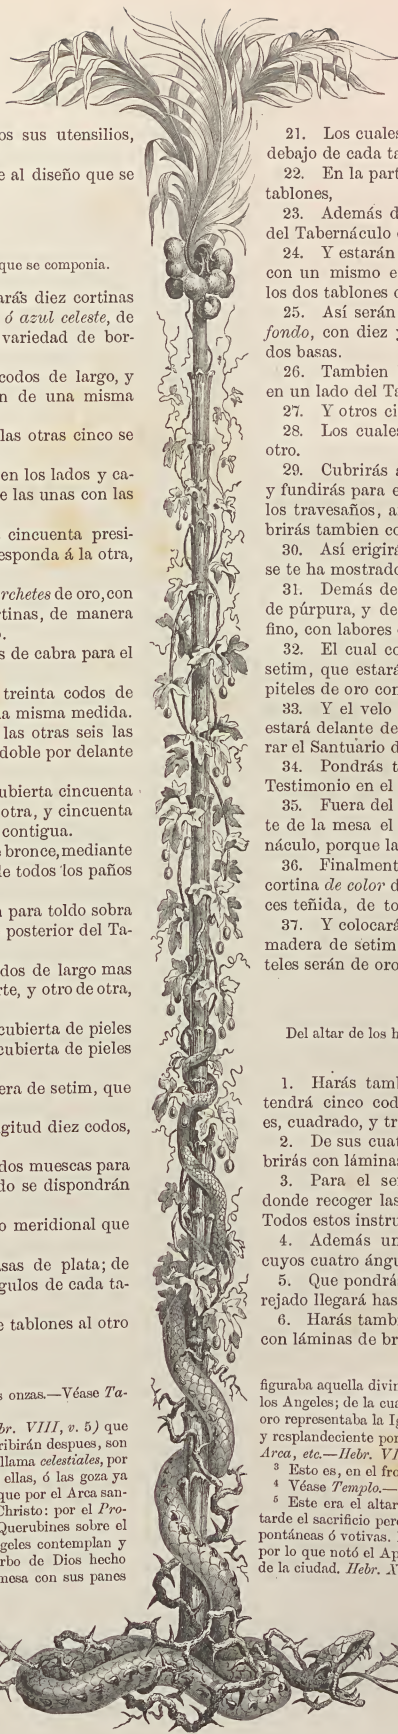 os sus utensilios,
e al diseño que se
que se componia.
arás diez cortinas
ó azul celeste, de
variedad de bor-
codos de largo, y
n de una misma
las otras cinco se
en los lados y ca-
e las unas con las
cincuenta presi-
esponda á la otra,
rchetes de oro, con
rtinas, de manera
.
s de cabra para el
treinta codos de
a misma medida.
las otras seis las
doble por delante
ubierta cincuenta
otra, y cincuenta
contigua.
bronce, mediante
e todos los paños
para toldo sobra
posterior del Ta-
dos de largo mas
rte, y otro de otra,
cubierta de pieles
cubierta de pieles
era de setim, que
gitud diez codos,
dos muescas para
do se dispondrán
o meridional que
sas de plata; de
gulos de cada ta-
e tablones al otro
s onzas.—Véase Ta-
br. VIII, v. 5) que
ribirán despues, son
llama celestiales, por
ellas, ó las goza ya
que por el Arca san-
Christo: por el Pro-
Querubines sobre el
geles contemplan y
rbo de Dios hecho
mesa con sus panes
21. Los cuales
debajo de cada ta
22. En la part
tablones,
23. Además d
del Tabernáculo
24. Y estarán
con un mismo e
los dos tablones
25. Así serán
fondo, con diez y
dos basas.
26. Tambien
en un lado del Ta
27. Y otros ci
28. Los cuales
otro.
29. Cubrirás
y fundirás para e
los travesaños, a
brirás tambien co
30. Así erigirá
se te ha mostrado
31. Demás de
de púrpura, y de
fino, con labores
32. El cual co
setim, que estará
piteles de oro con
33. Y el velo
estará delante de
rar el Santuario d
34. Pondrás t
Testimonio en el
35. Fuera del
te de la mesa el
náculo, porque la
36. Finalment
cortina de color d
ces teñida, de to
37. Y colocará
madera de setim
teles serán de oro
Del altar de los h
1. Harás tamb
tendrá cinco cod
es, cuadrado, y tr
2. De sus cuat
brirás con lámina
3. Para el se
donde recoger las
Todos estos instru
4. Además un
cuyos cuatro ángu
5. Que pondrá
rejado llegará has
6. Harás tambi
con láminas de br
figuraba aquella divin
los Angeles; de la cua
oro representaba la Ig
y resplandeciente por
Arca, etc.—Hebr. VI
3 Esto es, en el fro
4 Véase Templo.—
5 Este era el altar
tarde el sacrificio per
pontáneas ó votivas.
por lo que notó el Ap
de la ciudad. Hebr. X